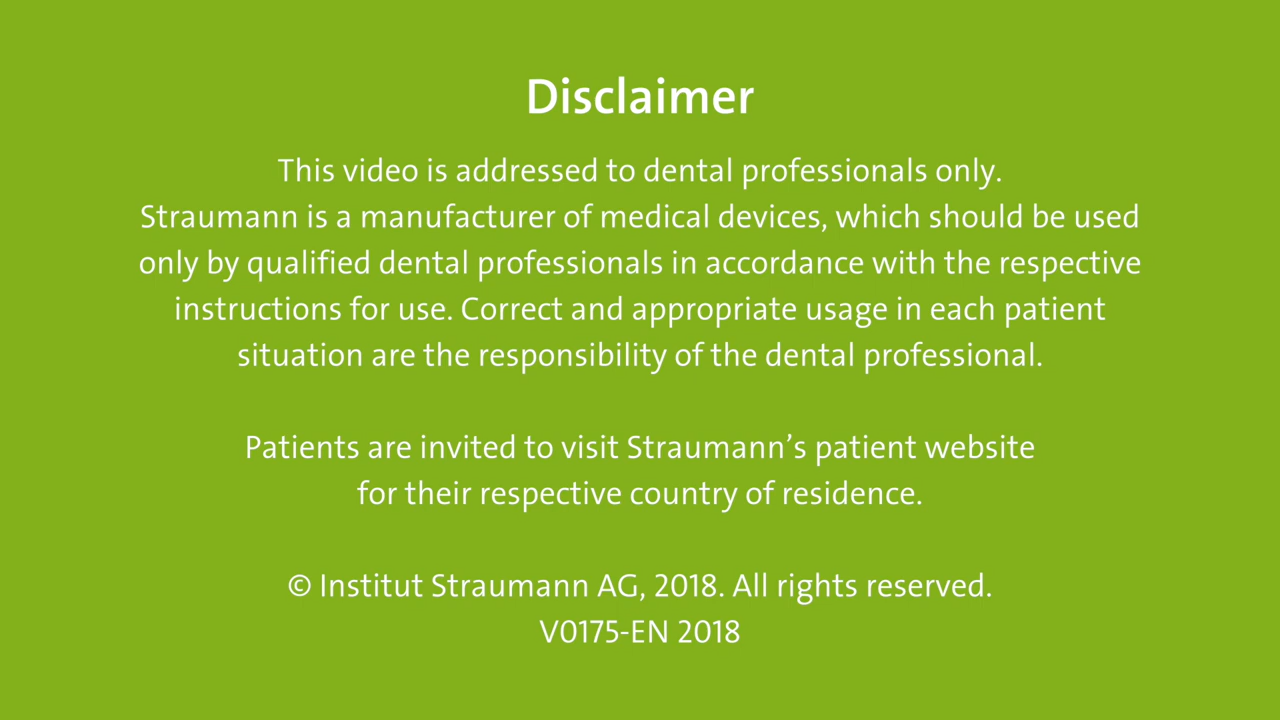 Disclaimer
This video is addressed to dental professionals only.
Straumann is a manufacturer of medical devices, which should be used
only by qualified dental professionals in accordance with the respective
instructions for use. Correct and appropriate usage in each patient
situation are the responsibility of the dental professional.
Patients are invited to visit Straumann’s patient website
for their respective country of residence.
© Institut Straumann AG, 2018. All rights reserved.
V0175-EN 2018